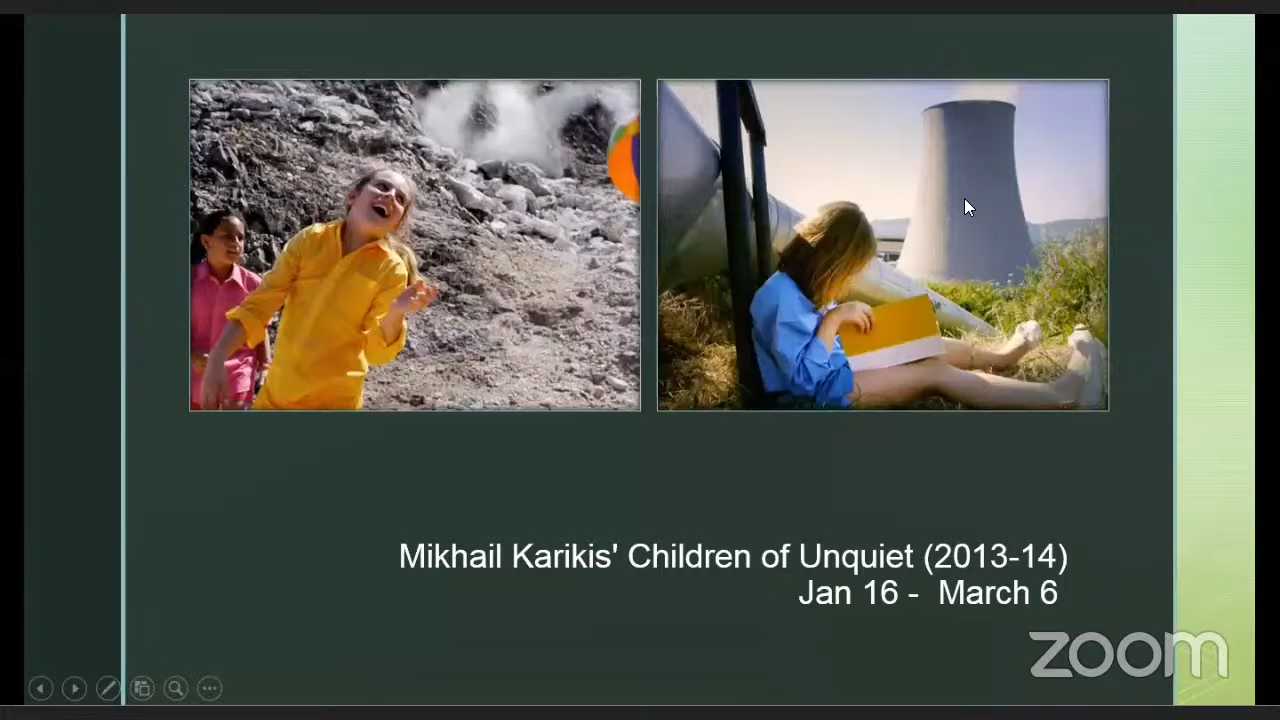 Mikhail Karikis' Children of Unquiet (2013-14)
Jan 16 - March 6
zoom